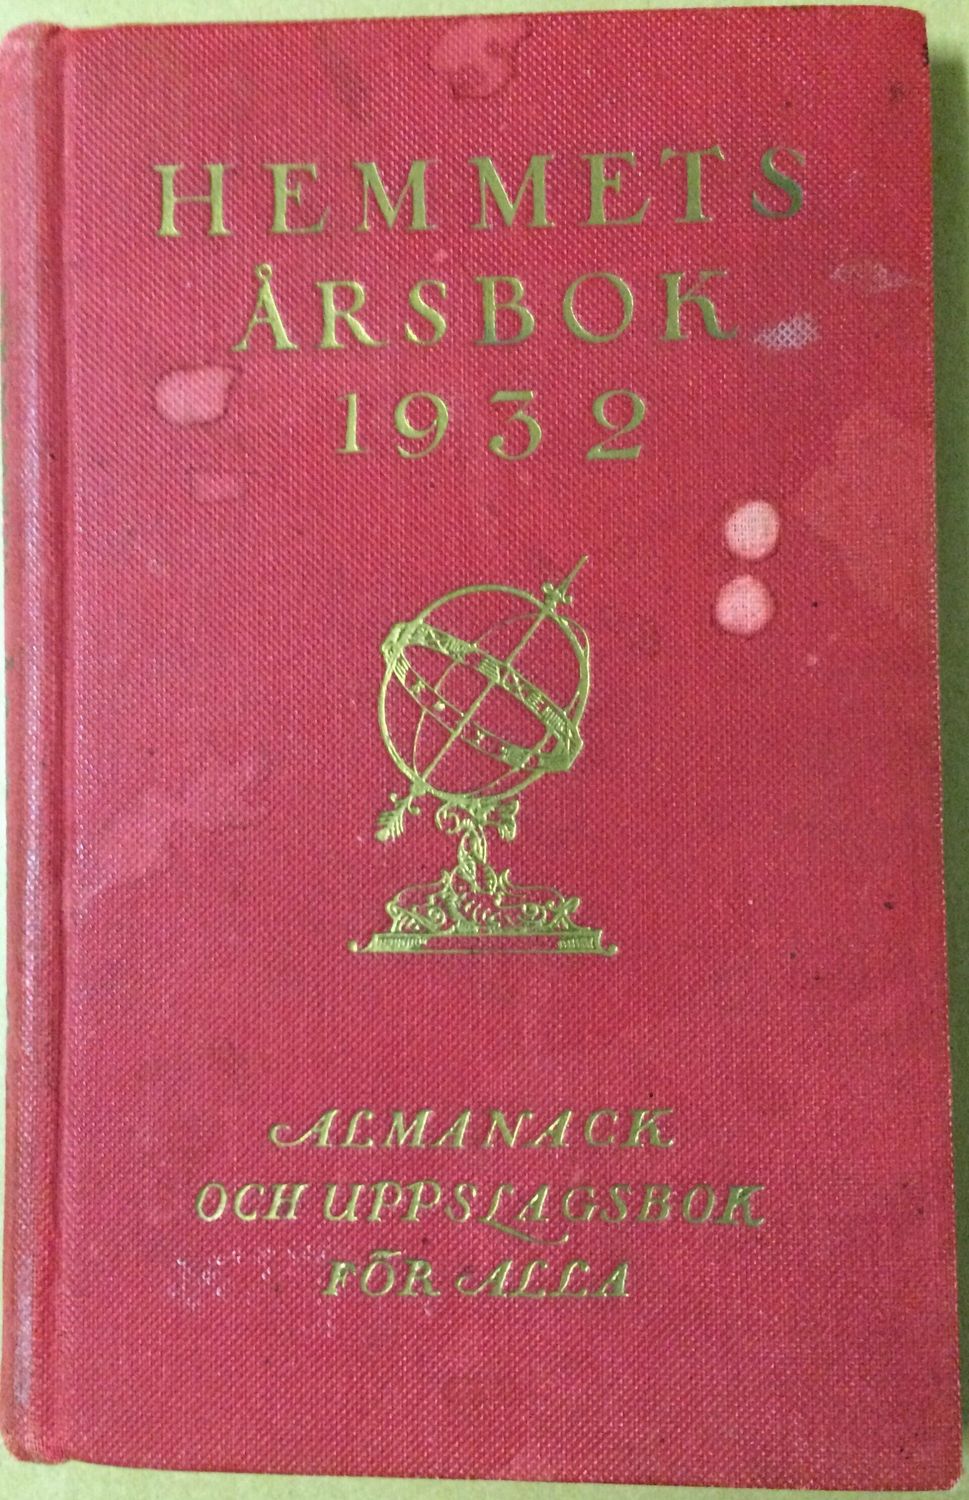 HEMMETS
ÅRSBOK
1932
ALMANACK
OCH UPPSLAGSBOK
FÖR ALLA